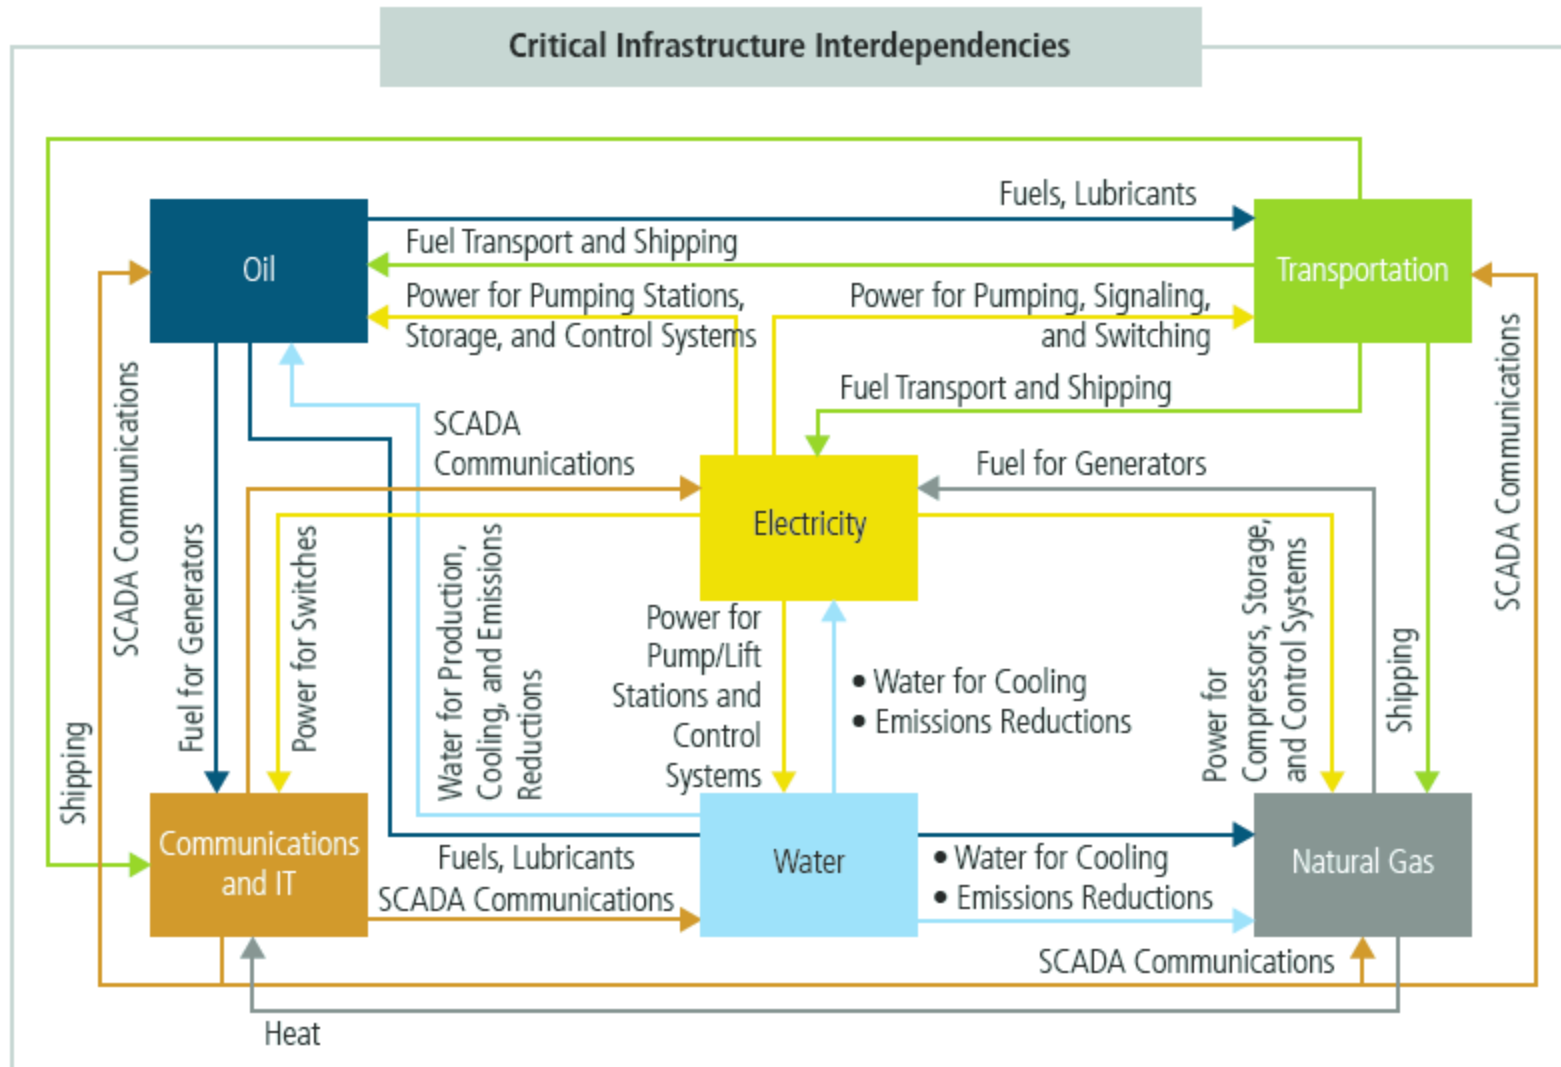 Critical Infrastructure Interdependencies
Fuels, Lubricants
Oil
Fuel Transport and Shipping
Transportation
Power for Pumping Stations,
Storage, and Control Systems
Power for Pumping, Signaling,
and Switching
Fuel Transport and Shipping
SCADA
Communications
Fuel for Generators
Electricity
SCADA Communications
SCADA Communications
Shipping
Fuel for Generators
Power for Switches
Water for Production,
Cooling, and Emissions
Reductions
Power for
Pump/Lift
Stations and
Control
Systems
• Water for Cooling
• Emissions Reductions
Power for
Compressors, Storage,
and Control Systems
Shipping
Communications
and IT
Fuels, Lubricants
SCADA Communications
Water
• Water for Cooling
• Emissions Reductions
Natural Gas
SCADA Communications
Heat